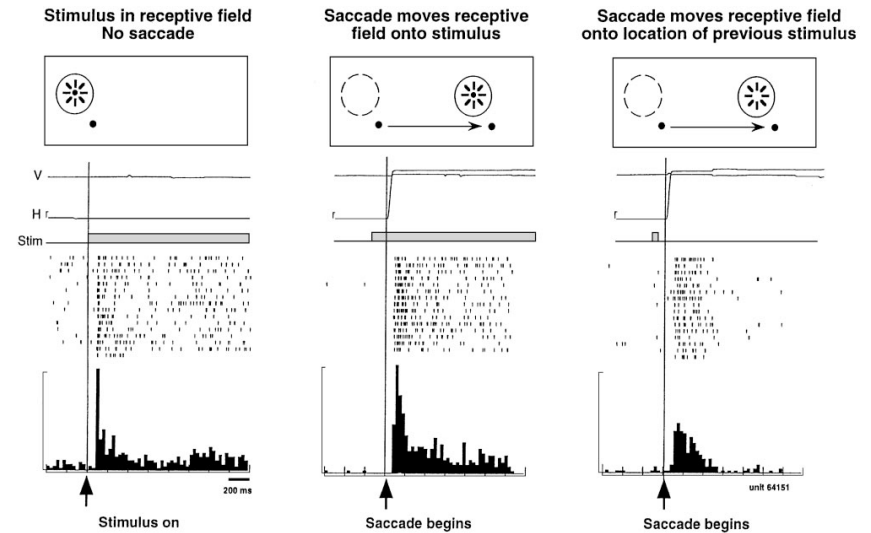 Stimulus in receptive field
No saccade
Saccade moves receptive
field onto stimulus
Saccade moves receptive field
onto location of previous stimulus
V
H r
Stim
r
r
200 ms
unit 64151
Stimulus on
Saccade begins
Saccade begins